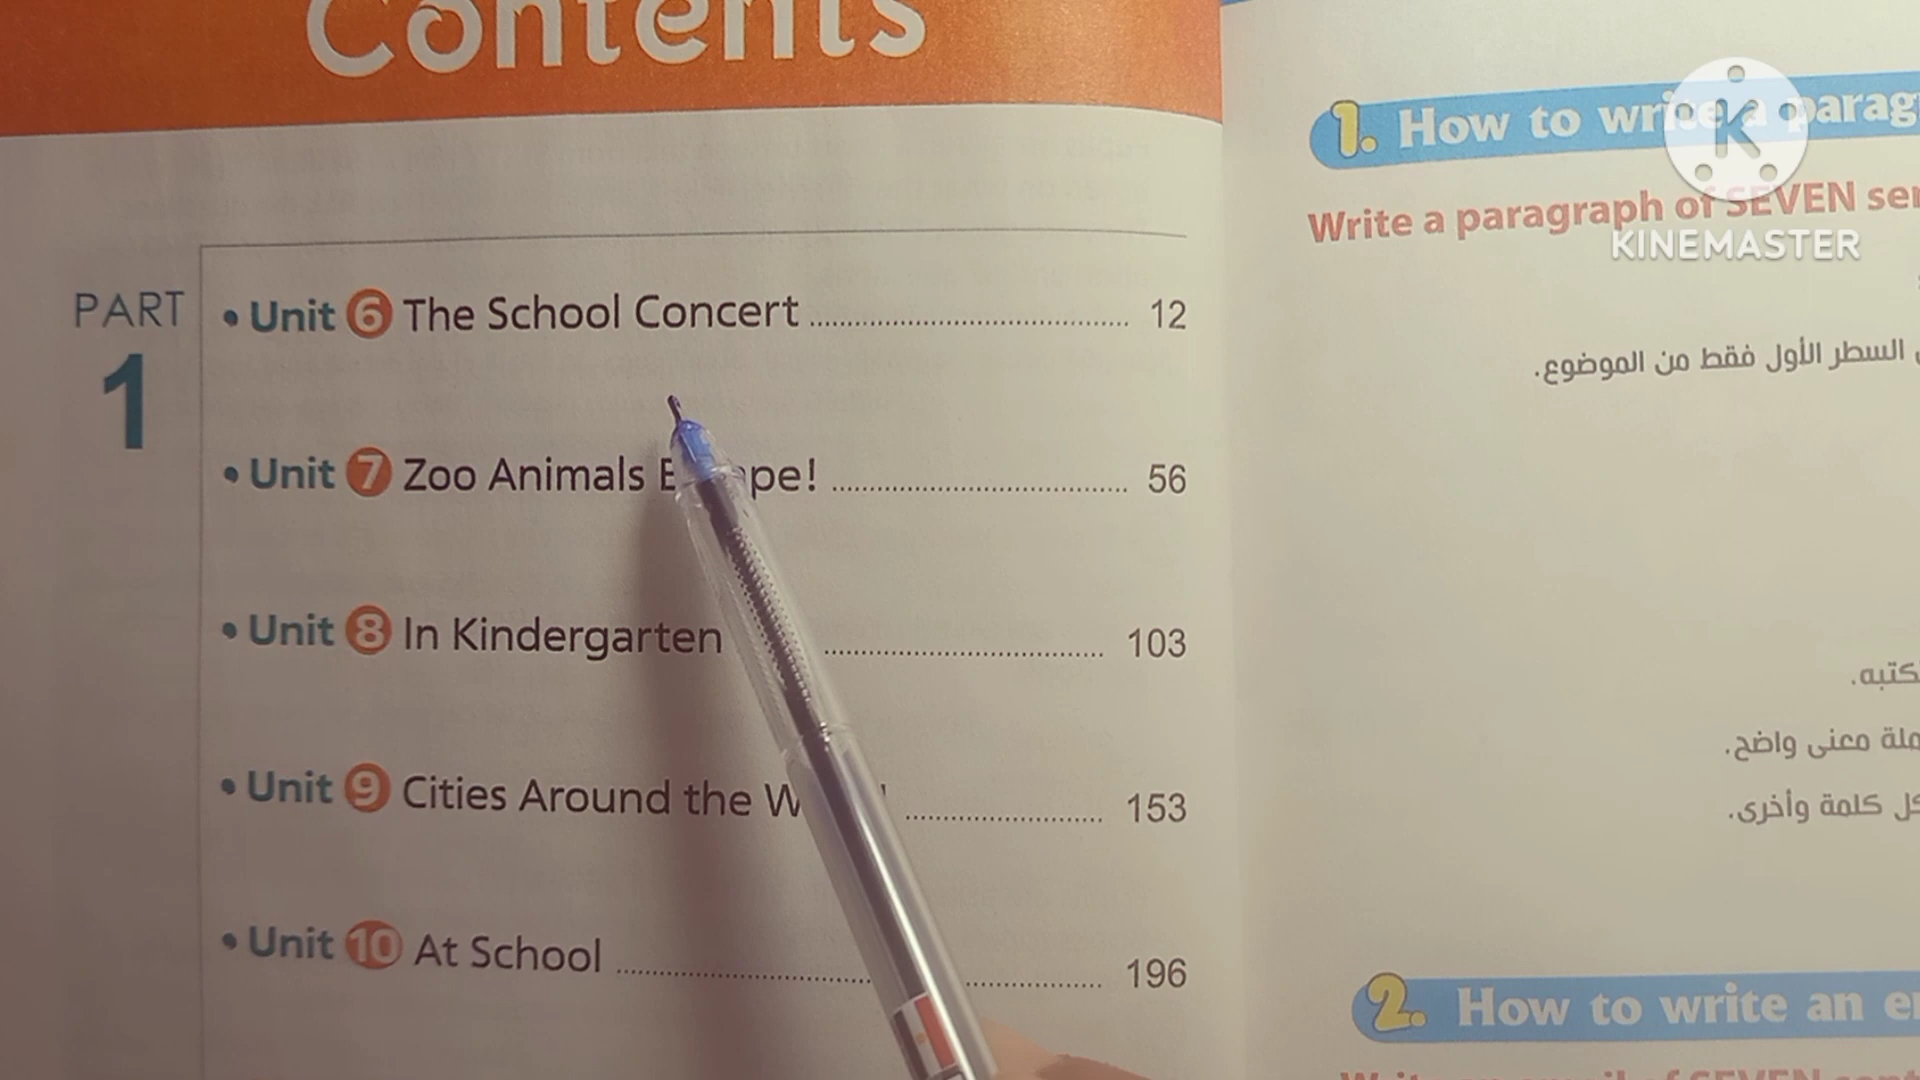 Contents
PART
1
• Unit 6 The School Concert ........ 12
• Unit 7 Zoo Animals ........ 56
• Unit 8 In Kindergarten ........ 103
• Unit 9 Cities Around the ........ 153
• Unit 10 At School ........ 196
1. How to write a
Write a paragraph of SEVEN
السطر الأول فقط من الموضوع.
معنى واضح.
كلمة وأخرى.
2. How to write an
KINEMASTER